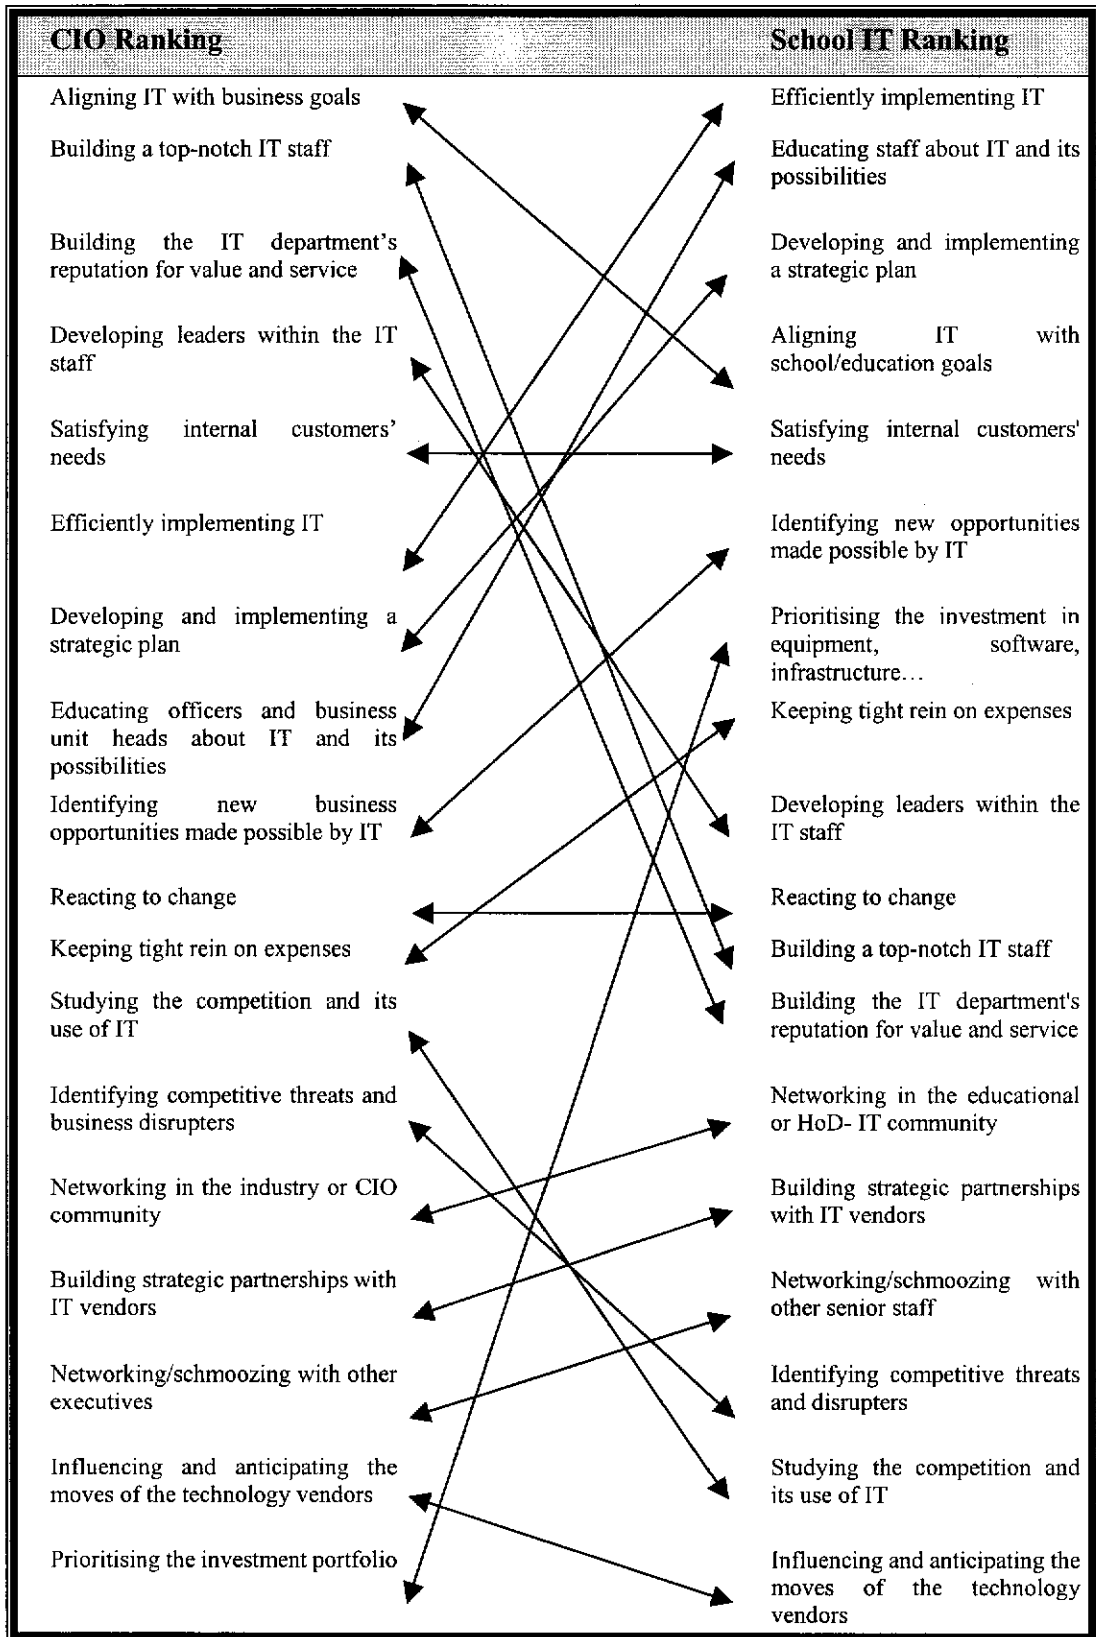 CIO Ranking
School IT Ranking
Aligning IT with business goals
Building a top-notch IT staff
Building the IT department's
reputation for value and service
Developing leaders within the IT
staff
Satisfying internal customers'
needs
Efficiently implementing IT
Developing and implementing a
strategic plan
Educating officers and business
unit heads about IT and its
possibilities
Identifying new business
opportunities made possible by IT
Reacting to change
Keeping tight rein on expenses
Studying the competition and its
use of IT
Identifying competitive threats and
business disrupters
Networking in the industry or CIO
community
Building strategic partnerships with
IT vendors
Networking/schmoozing with other
executives
Influencing and anticipating the
moves of the technology vendors
Prioritising the investment portfolio
Efficiently implementing IT
Educating staff about IT and its
possibilities
Developing and implementing
a strategic plan
Aligning IT with
school/education goals
Satisfying internal customers'
needs
Identifying new opportunities
made possible by IT
Prioritising the investment in
equipment, software,
infrastructure…
Keeping tight rein on expenses
Developing leaders within the
IT staff
Reacting to change
Building a top-notch IT staff
Building the IT department's
reputation for value and service
Networking in the educational
or HoD- IT community
Building strategic partnerships
with IT vendors
Networking/schmoozing with
other senior staff
Identifying competitive threats
and disrupters
Studying the competition and
its use of IT
Influencing and anticipating the
moves of the technology
vendors